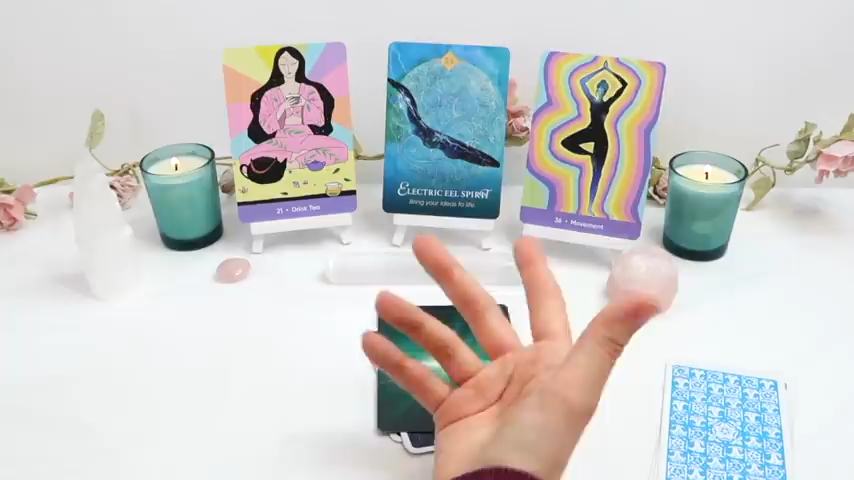 21 • Drink Tea
ELECTRIC EEL SPIRIT
Bring your ideas to life.
36 • Movement